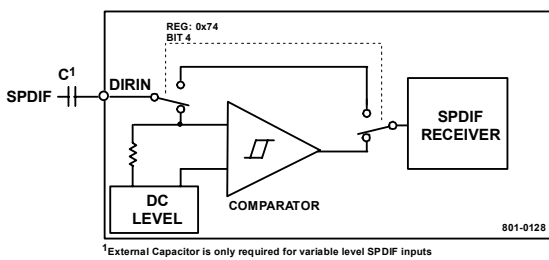 REG: 0x74
BIT 4
C1
SPDIF
DIRIN
SPDIF
RECEIVER
DC
LEVEL
COMPARATOR
801-0128
1External Capacitor is only required for variable level SPDIF inputs